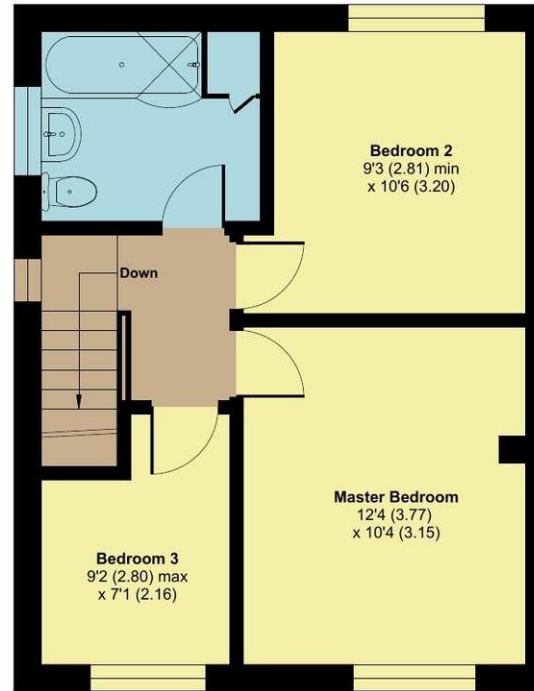 Bedroom 2
9'3 (2.81) min
x 10'6 (3.20)
Down
Master Bedroom
12'4 (3.77)
x 10'4 (3.15)
Bedroom 3
9'2 (2.80) max
x 7'1 (2.16)